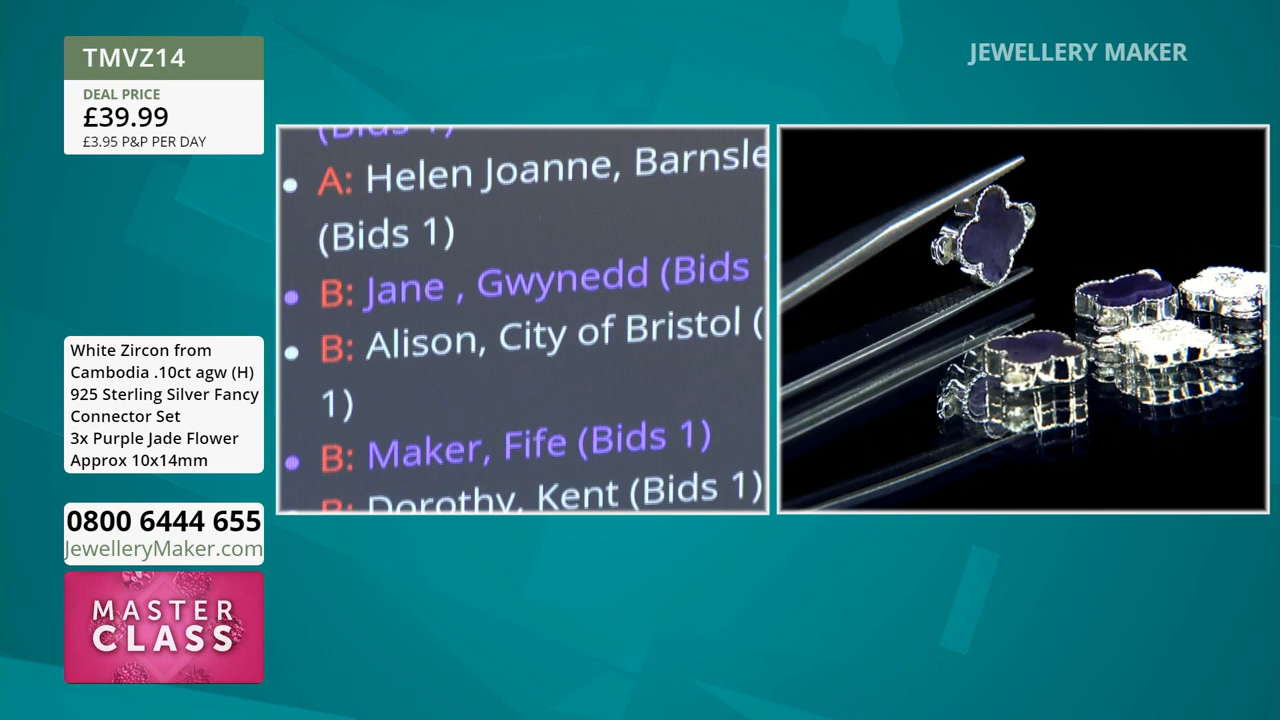 TMVZ14
DEAL PRICE
£39.99
£3.95 P&P PER DAY
JEWELLERY MAKER
(Bids 1)
A: Helen Joanne, Barnsle
(Bids 1)
B: Jane , Gwynedd (Bids
B: Alison, City of Bristol (
1)
B: Maker, Fife (Bids 1)
B: Dorothy, Kent (Bids 1)
White Zircon from
Cambodia .10ct agw (H)
925 Sterling Silver Fancy
Connector Set
3x Purple Jade Flower
Approx 10x14mm
0800 6444 655
JewelleryMaker.com
MASTER
CLASS